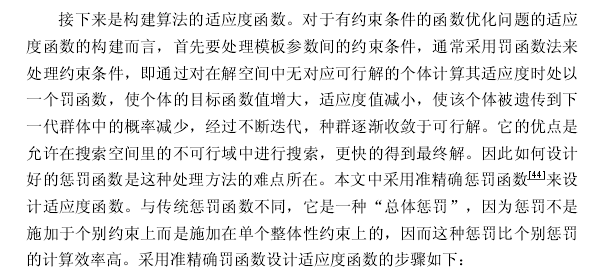 接下来是构建算法的适应度函数。对于有约束条件的函数优化问题的适应
度函数的构建而言，首先要处理模板参数间的约束条件，通常采用罚函数法来
处理约束条件，即通过对在解空间中无对应可行解的个体计算其适应度时处以
一个罚函数，使个体的目标函数值增大，适应度值减小，使该个体被遗传到下
一代群体中的概率减少，经过不断迭代，种群逐渐收敛于可行解。它的优点是
允许在搜索空间里的不可行域中进行搜索，更快的得到最终解。因此如何设计
好的惩罚函数是这种处理方法的难点所在。本文中采用准精确惩罚函数[44]来设
计适应度函数。与传统惩罚函数不同，它是一种“总体惩罚”，因为惩罚不是
施加于个别约束上而是施加在单个整体性约束上的，因而这种惩罚比个别惩罚
的计算效率高。采用准精确罚函数设计适应度函数的步骤如下：